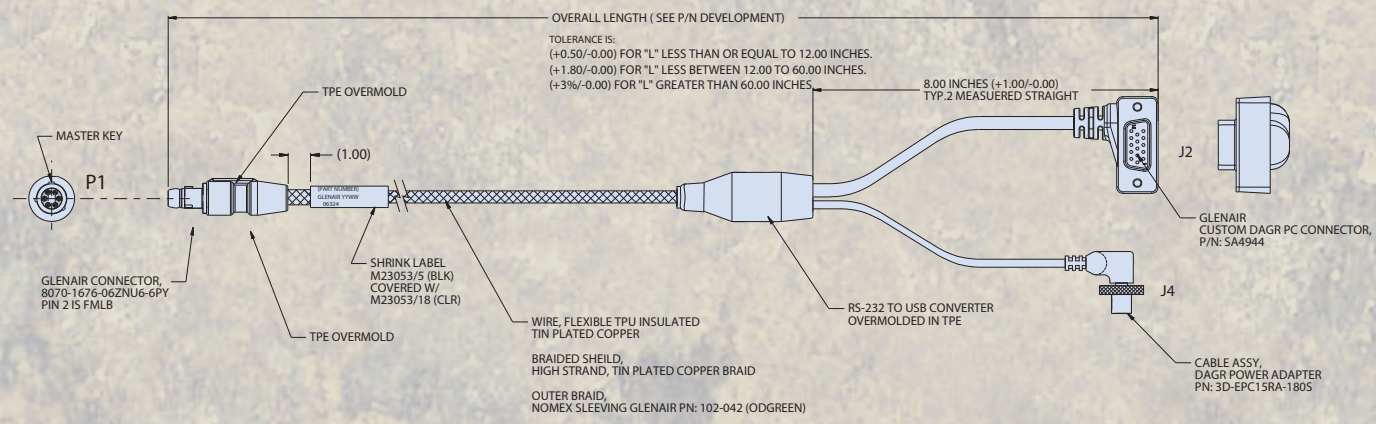 OVERALL LENGTH ( SEE P/N DEVELOPMENT)
TOLERANCE IS:
(+0.50/-0.00) FOR "L" LESS THAN OR EQUAL TO 12.00 INCHES.
(+1.80/-0.00) FOR "L" LESS BETWEEN 12.00 TO 60.00 INCHES.
(+3%/-0.00) FOR "L" GREATER THAN 60.00 INCHES.
8.00 INCHES (+1.00/-0.00)
TYP.2 MEASUERED STRAIGHT
TPE OVERMOLD
MASTER KEY
P1
(1.00)
(PART NUMBER)
GLENAIR YYWW
06324
J2
GLENAIR
CUSTOM DAGR PC CONNECTOR,
P/N: SA4944
GLENAIR CONNECTOR,
8070-1676-06ZNU6-6PY
PIN 2 IS FMLB
SHRINK LABEL
M23053/5 (BLK)
COVERED W/
M23053/18 (CLR)
TPE OVERMOLD
WIRE, FLEXIBLE TPU INSULATED
TIN PLATED COPPER
BRAIDED SHEILD,
HIGH STRAND, TIN PLATED COPPER BRAID
OUTER BRAID,
NOMEX SLEEVING GLENAIR PN: 102-042 (ODGREEN)
RS-232 TO USB CONVERTER
OVERMOLDED IN TPE
J4
CABLE ASSY,
DAGR POWER ADAPTER
PN: 3D-EPC15RA-180S